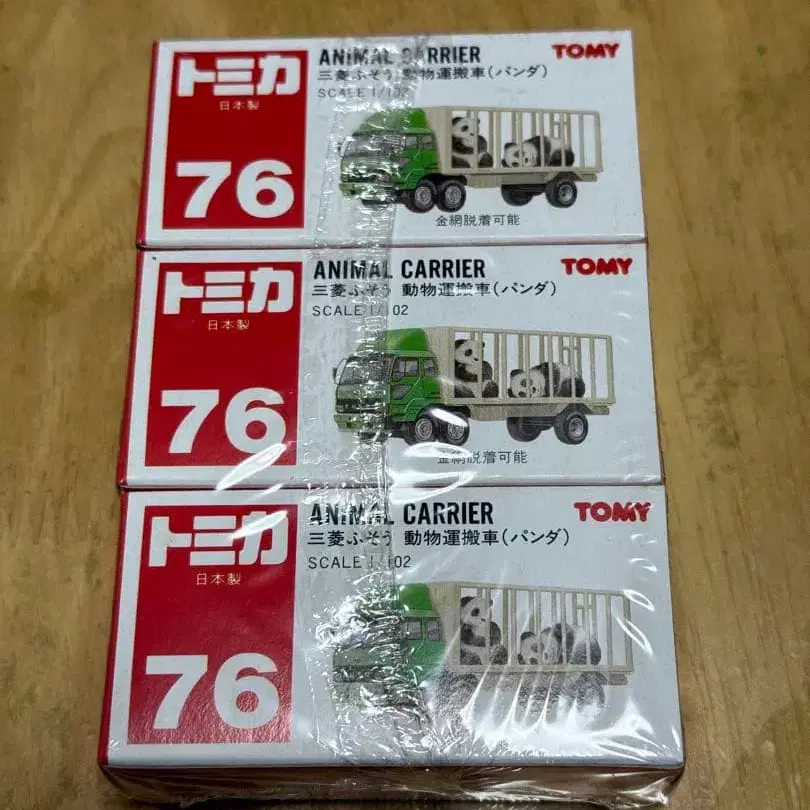 トミカ
日本製
76
ANIMAL CARRIER
TOMY
三菱ふそう 動物運搬車(パンダ)
SCALE 1/102
金網脱着可能
トミカ
日本製
76
ANIMAL CARRIER
TOMY
三菱ふそう 動物運搬車(パンダ)
SCALE 1/102
金網脱着可能
トミカ
日本製
76
ANIMAL CARRIER
TOMY
三菱ふそう 動物運搬車(パンダ)
SCALE 1/102